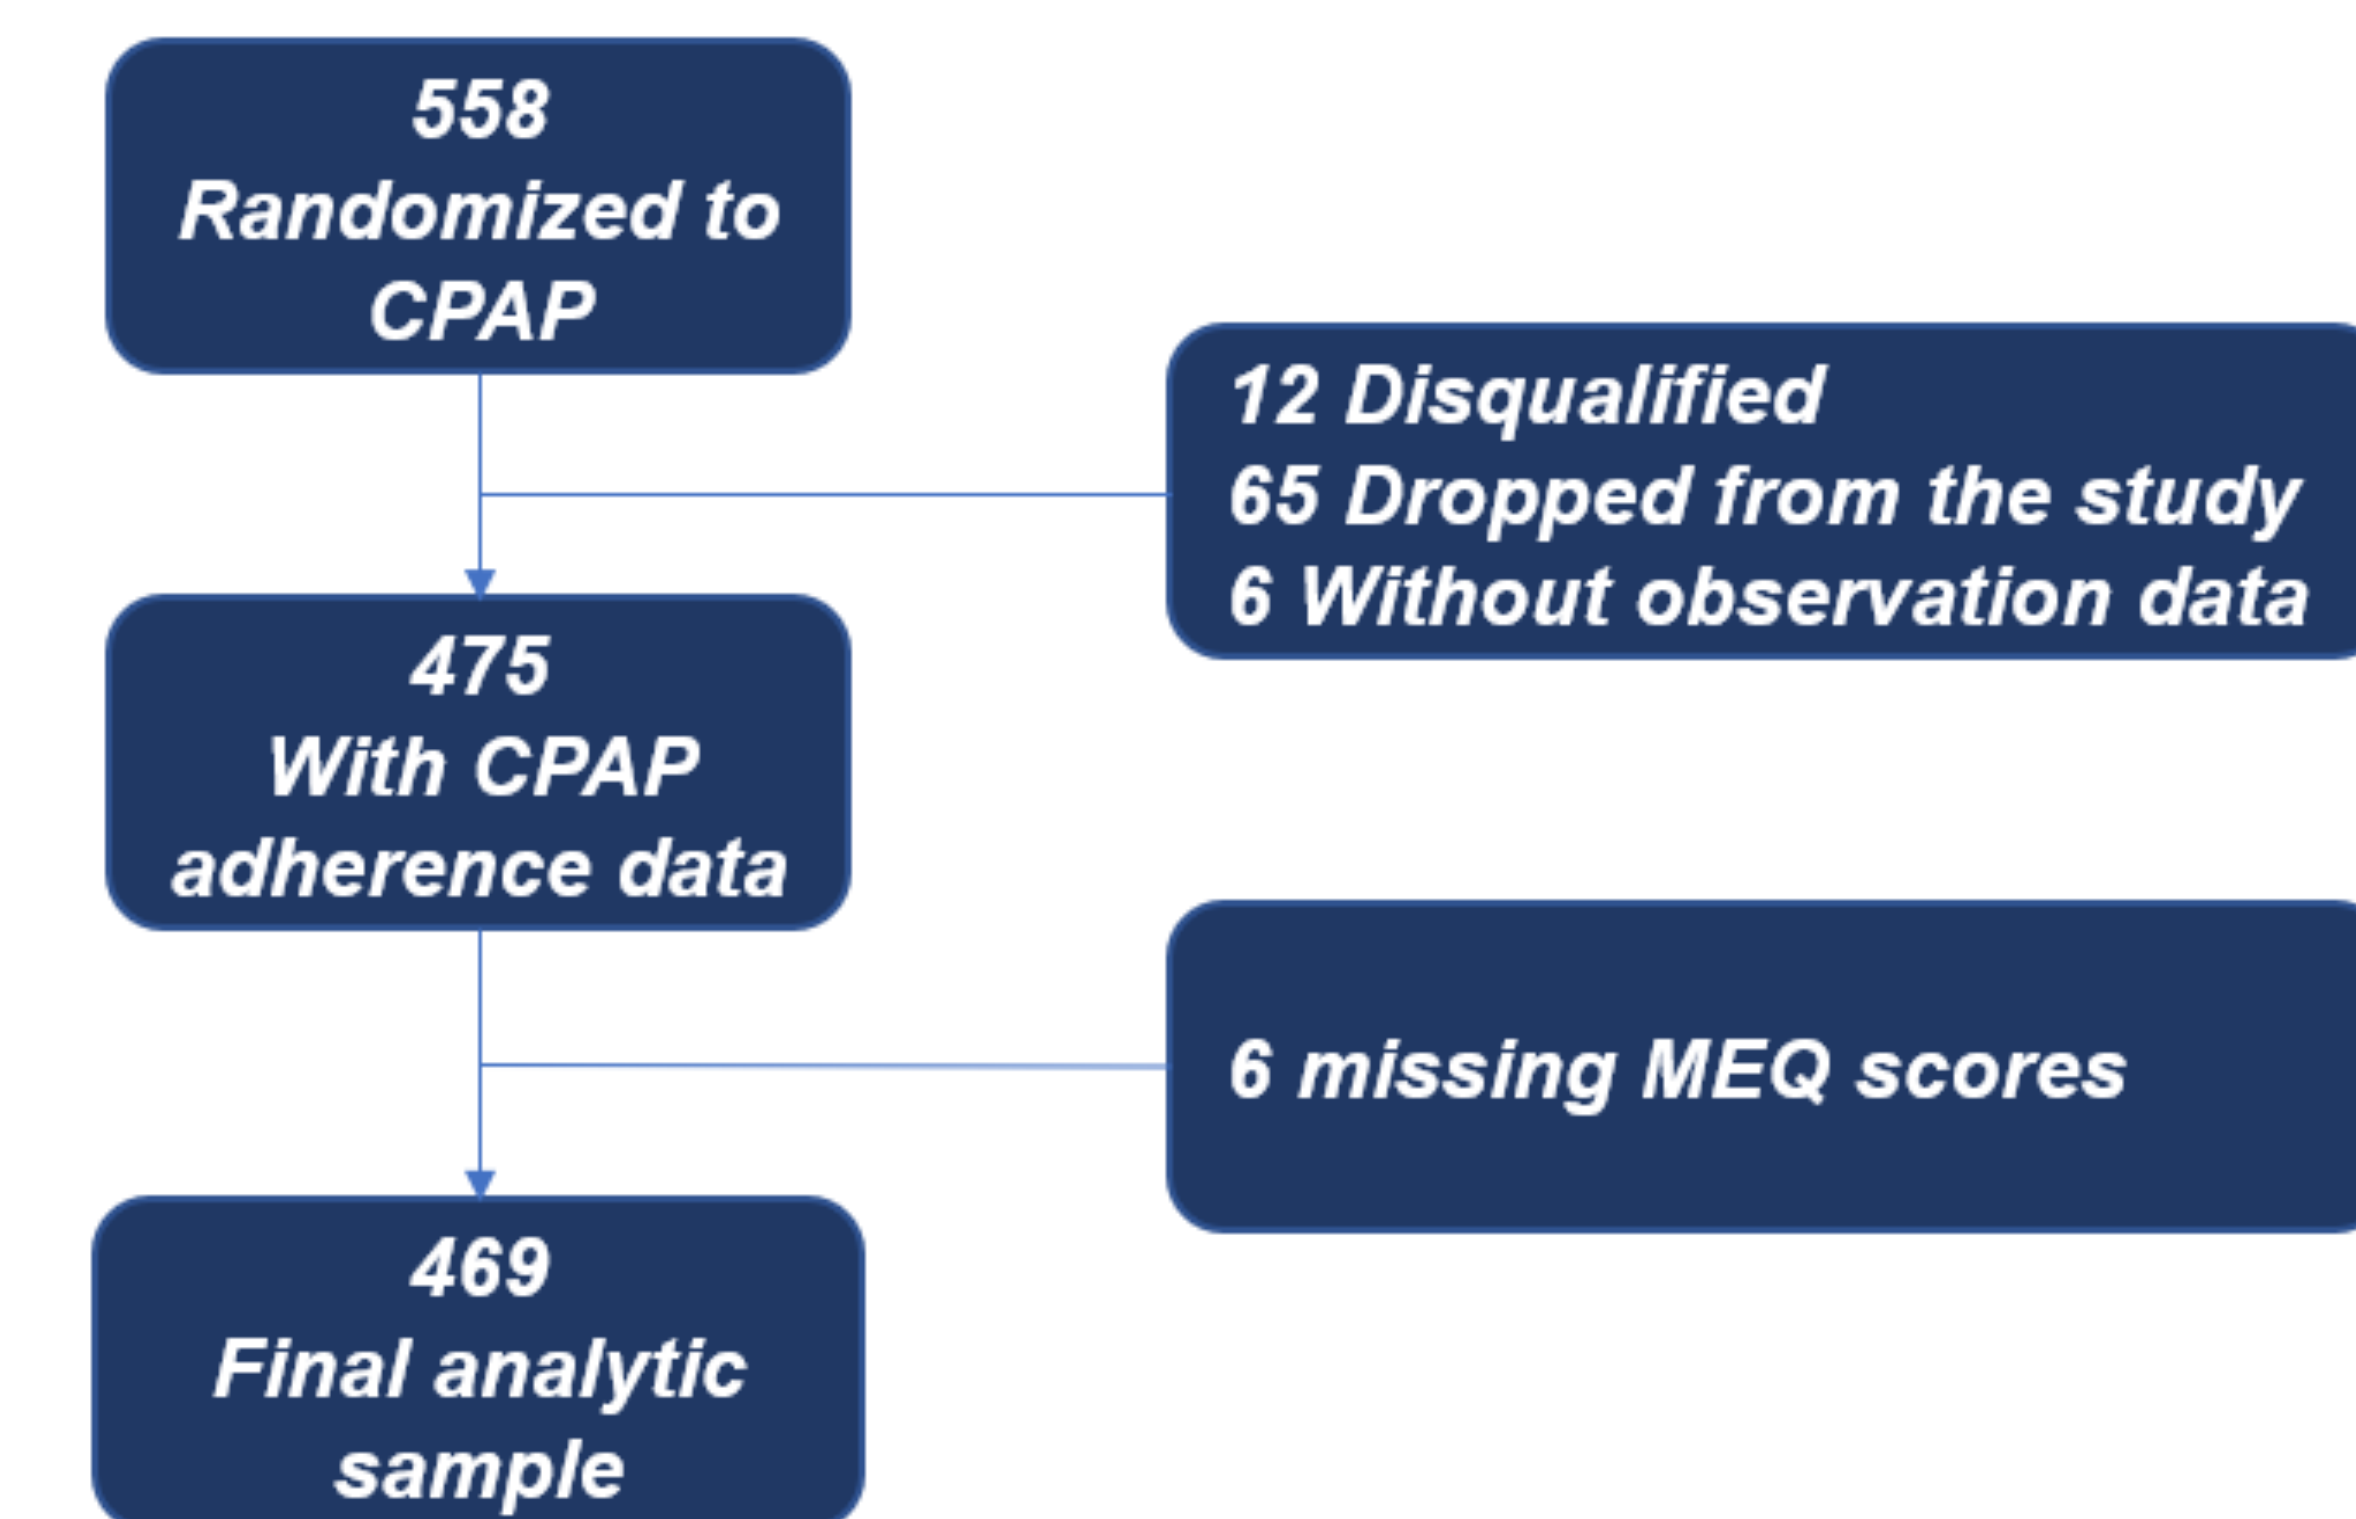 558
Randomized to
CPAP
12 Disqualified
65 Dropped from the study
6 Without observation data
475
With CPAP
adherence data
6 missing MEQ scores
469
Final analytic
sample